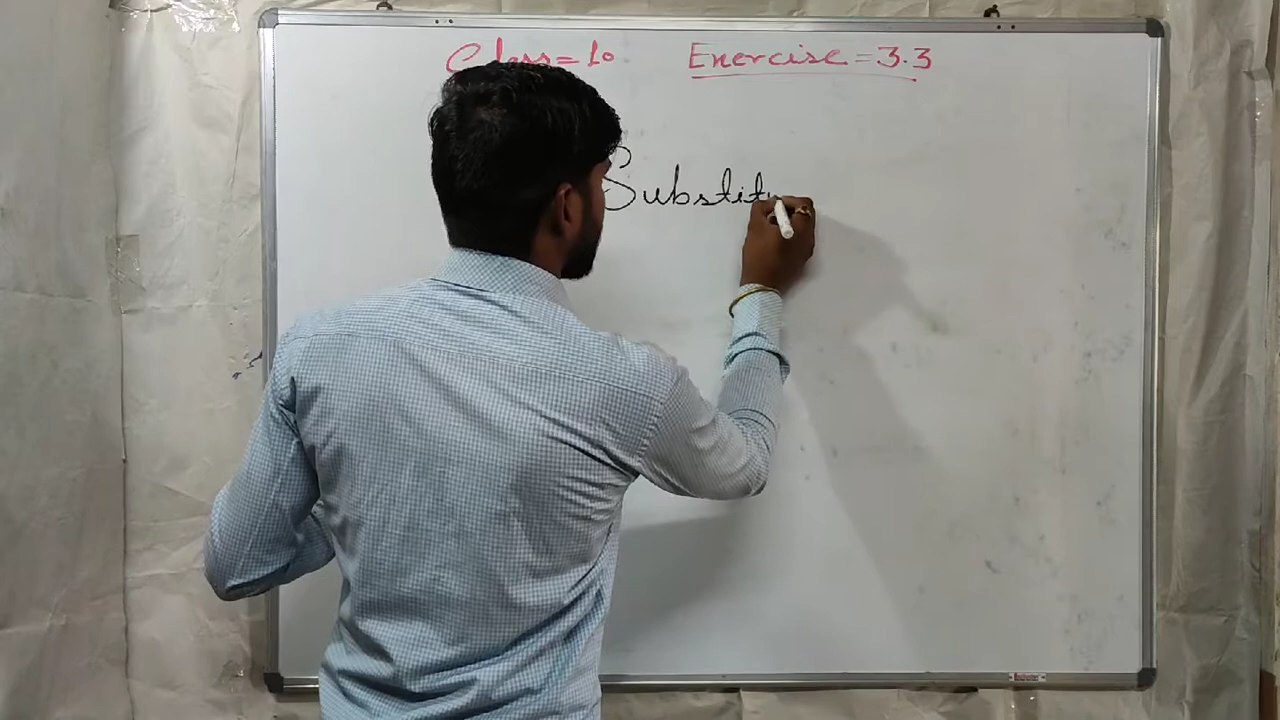 Class = 10 Exercise = 3.3
Substitu